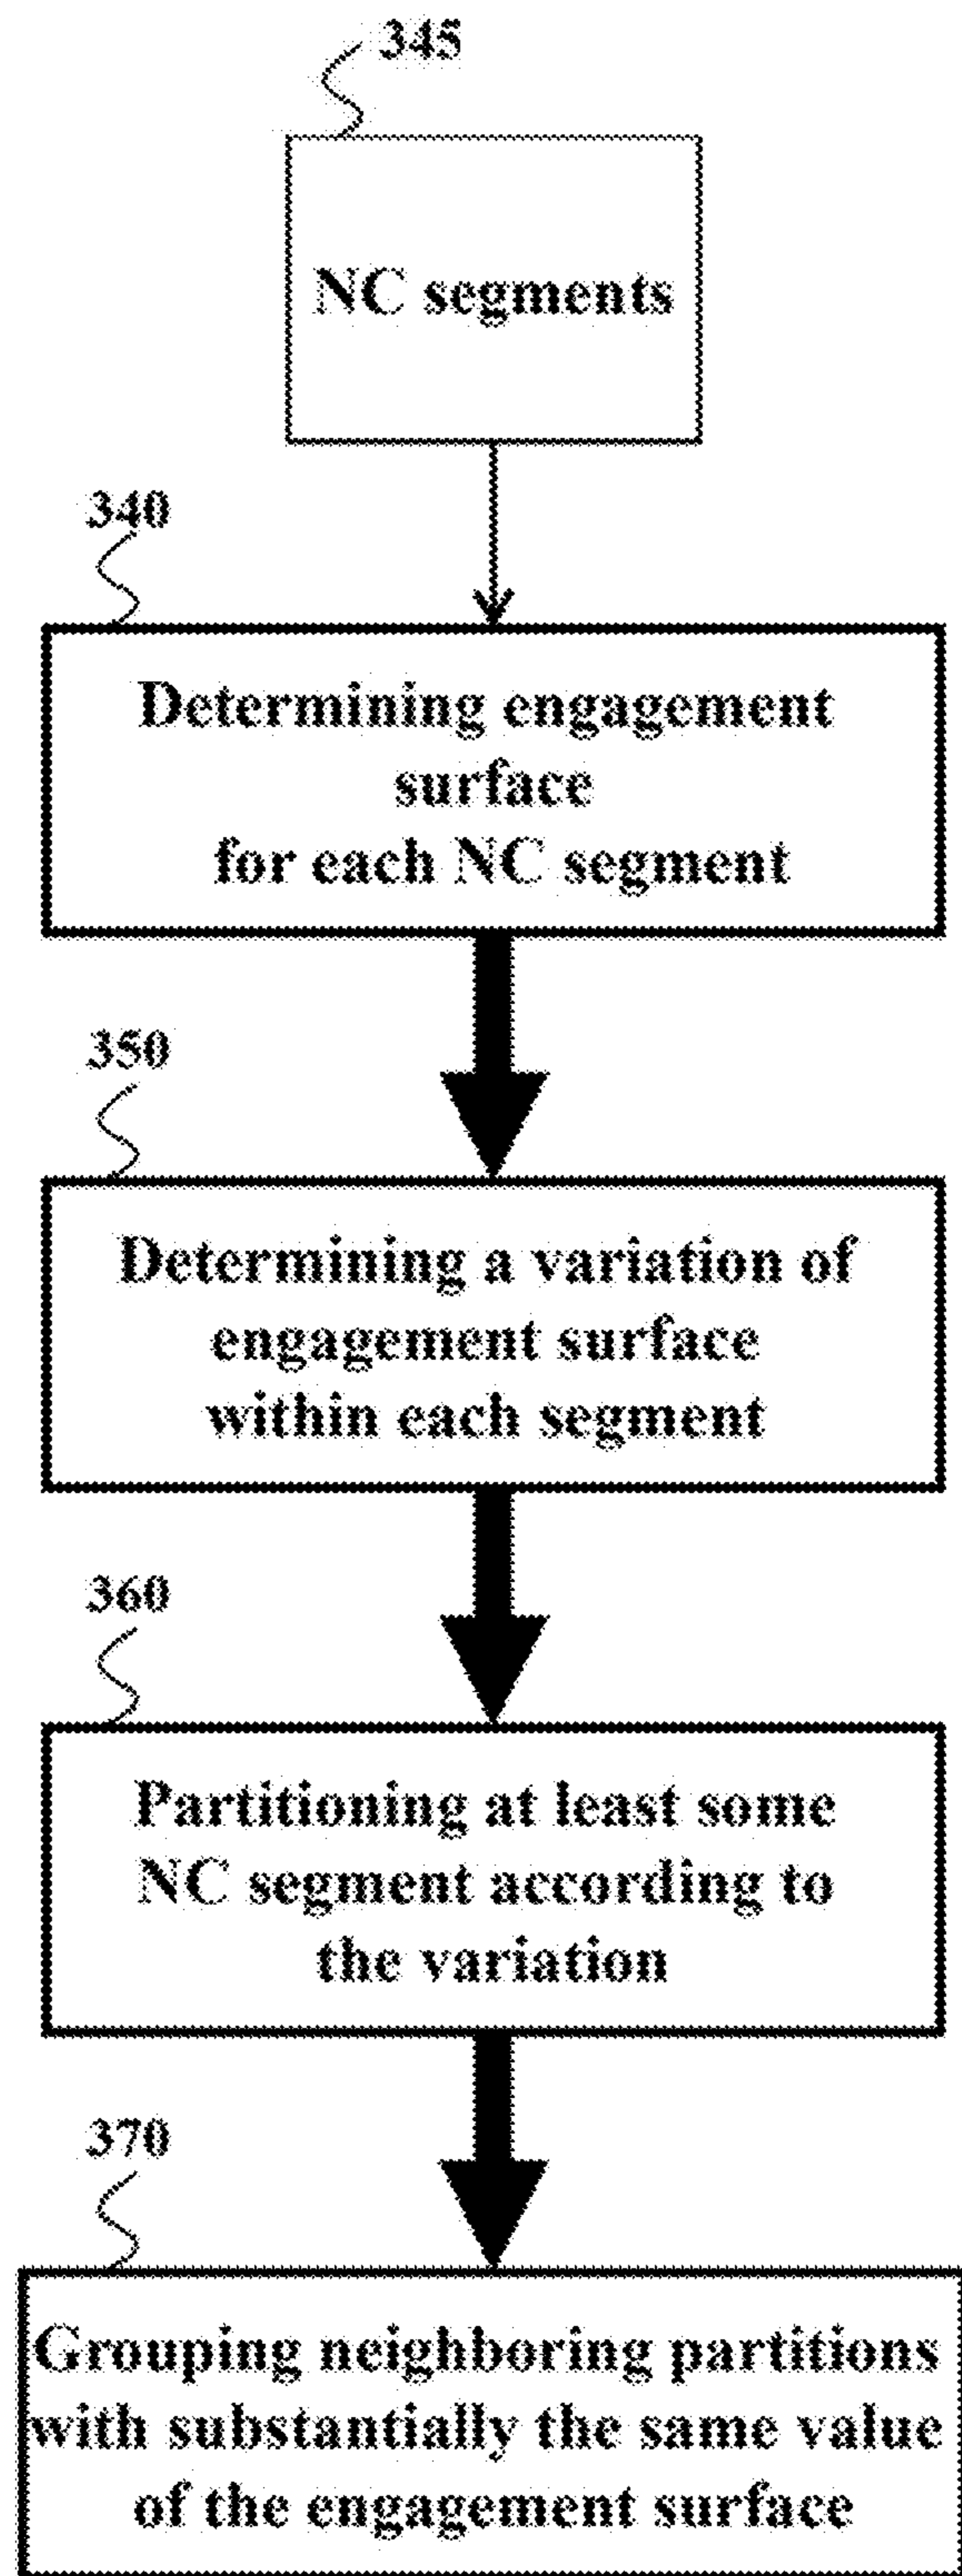 345
NC segments
340
Determining engagement
surface
for each NC segment
350
Determining a variation of
engagement surface
within each segment
360
Partitioning at least some
NC segment according to
the variation
370
Grouping neighboring partitions
with substantially the same value
of the engagement surface